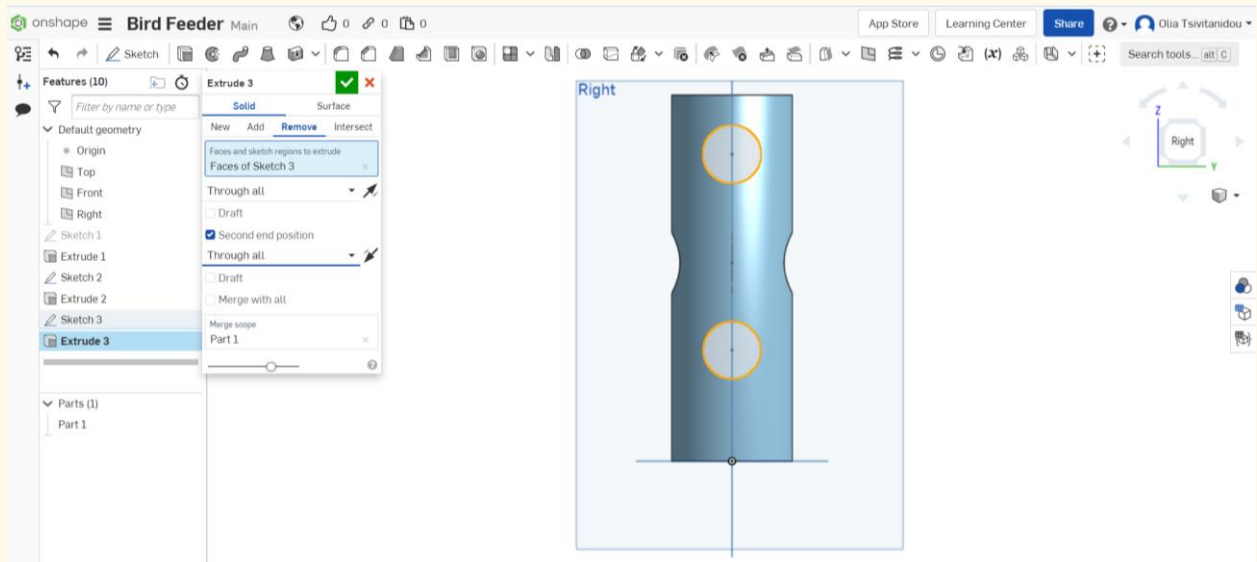 onshape Bird Feeder Main 0 0 0 App Store Learning Center Share Olia Tsivitanidou
Sketch Search tools... alt C
Features (10)
Filter by name or type
Default geometry
Origin
Top
Front
Right
Sketch 1
Extrude 1
Sketch 2
Extrude 2
Sketch 3
Extrude 3
Parts (1)
Part 1
Extrude 3
Solid Surface
New Add Remove Intersect
Faces and sketch regions to extrude
Faces of Sketch 3
Through all
Draft
Second end position
Through all
Draft
Merge with all
Merge scope
Part 1
Right
Z
Right
Y